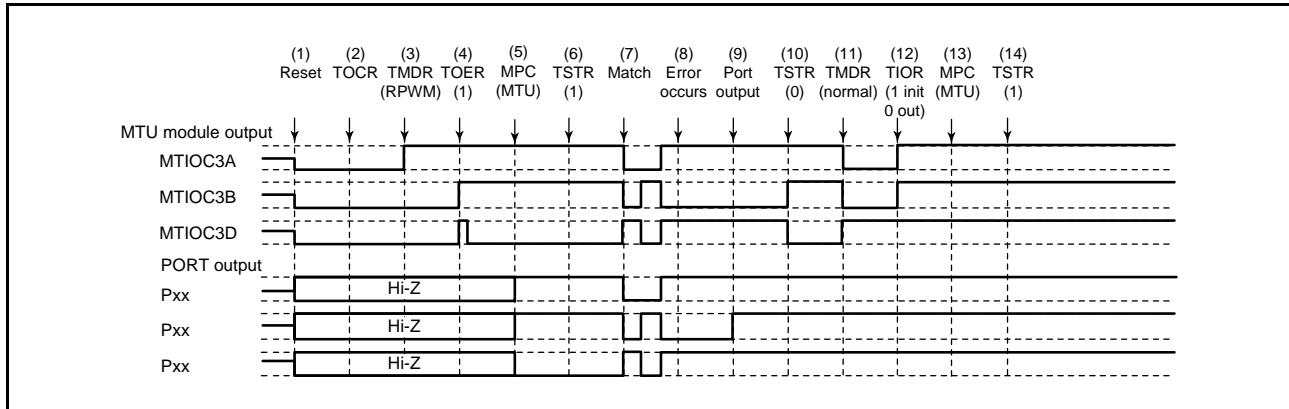 (1) (2) (3) (4) (5) (6) (7) (8) (9) (10) (11) (12) (13) (14)
Reset TOCR TMDR TOER MPC TSTR Match Error Port TSTR TMDR TIOR MPC TSTR
(RPWM) (1) (MTU) (1) occurs output (0) (normal) (1 init (MTU) (1)
0 out)
MTU module output
MTIOC3A
MTIOC3B
MTIOC3D
PORT output
Pxx Hi-Z
Pxx Hi-Z
Pxx Hi-Z